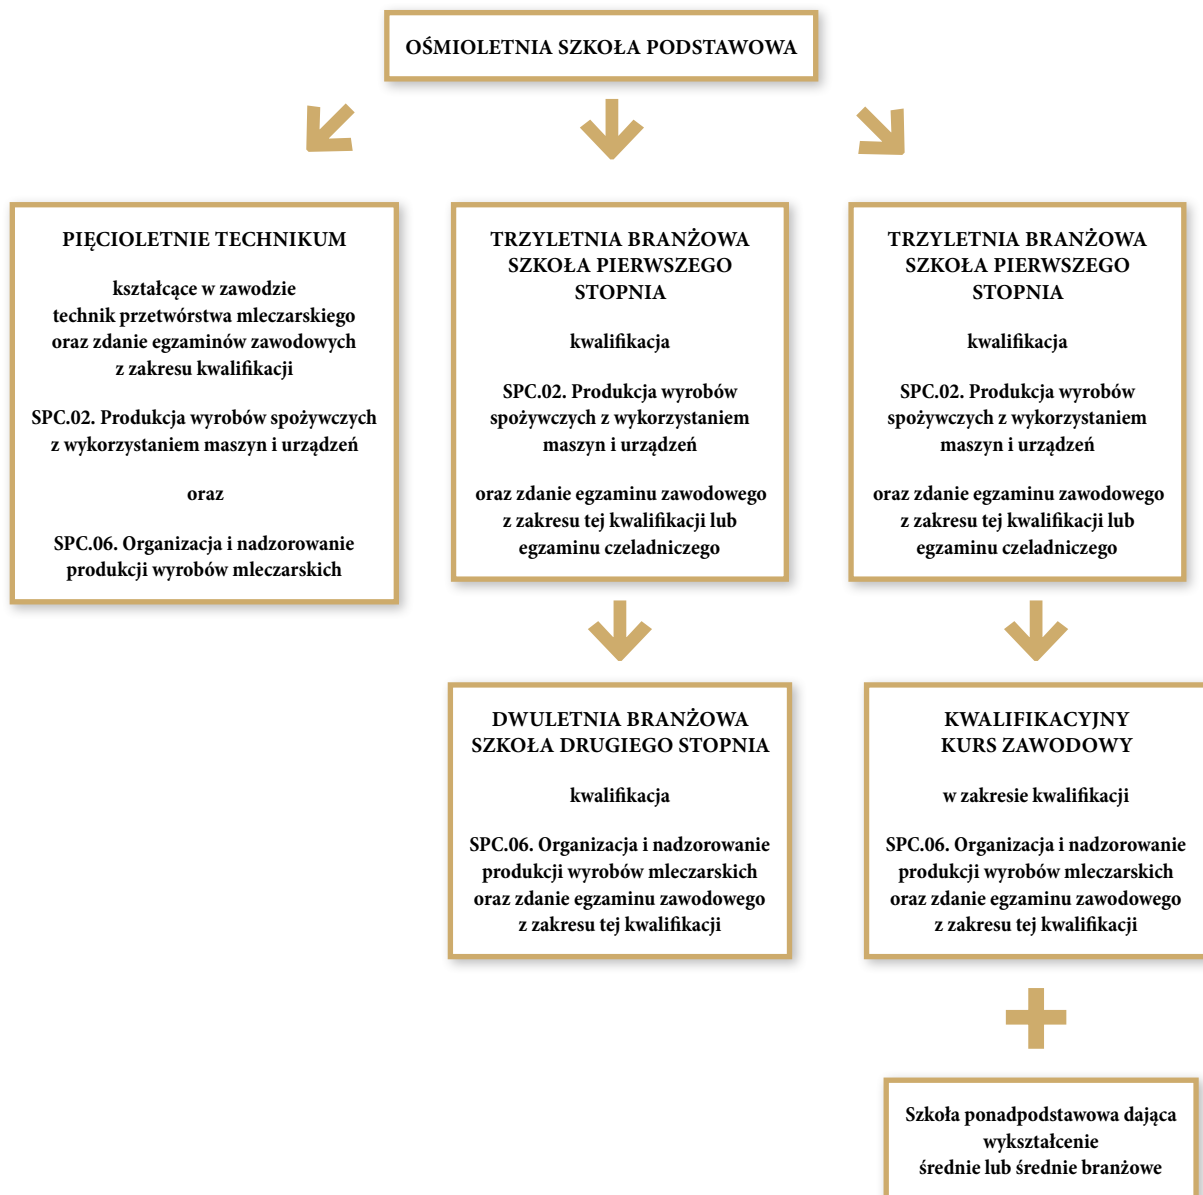 OŚMIOLETNIA SZKOŁA PODSTAWOWA
PIĘCIOLETNIE TECHNIKUM
kształcące w zawodzie
technik przetwórstwa mleczarskiego
oraz zdanie egzaminów zawodowych
z zakresu kwalifikacji
SPC.02. Produkcja wyrobów spożywczych
z wykorzystaniem maszyn i urządzeń
oraz
SPC.06. Organizacja i nadzorowanie
produkcji wyrobów mleczarskich
TRZYLETNIA BRANŻOWA
SZKOŁA PIERWSZEGO
STOPNIA
kwalifikacja
SPC.02. Produkcja wyrobów
spożywczych z wykorzystaniem
maszyn i urządzeń
oraz zdanie egzaminu zawodowego
z zakresu tej kwalifikacji lub
egzaminu czeladniczego
TRZYLETNIA BRANŻOWA
SZKOŁA PIERWSZEGO
STOPNIA
kwalifikacja
SPC.02. Produkcja wyrobów
spożywczych z wykorzystaniem
maszyn i urządzeń
oraz zdanie egzaminu zawodowego
z zakresu tej kwalifikacji lub
egzaminu czeladniczego
DWULETNIA BRANŻOWA
SZKOŁA DRUGIEGO STOPNIA
kwalifikacja
SPC.06. Organizacja i nadzorowanie
produkcji wyrobów mleczarskich
oraz zdanie egzaminu zawodowego
z zakresu tej kwalifikacji
KWALIFIKACYJNY
KURS ZAWODOWY
w zakresie kwalifikacji
SPC.06. Organizacja i nadzorowanie
produkcji wyrobów mleczarskich
oraz zdanie egzaminu zawodowego
z zakresu tej kwalifikacji
Szkoła ponadpodstawowa dająca
wykształcenie
średnie lub średnie branżowe